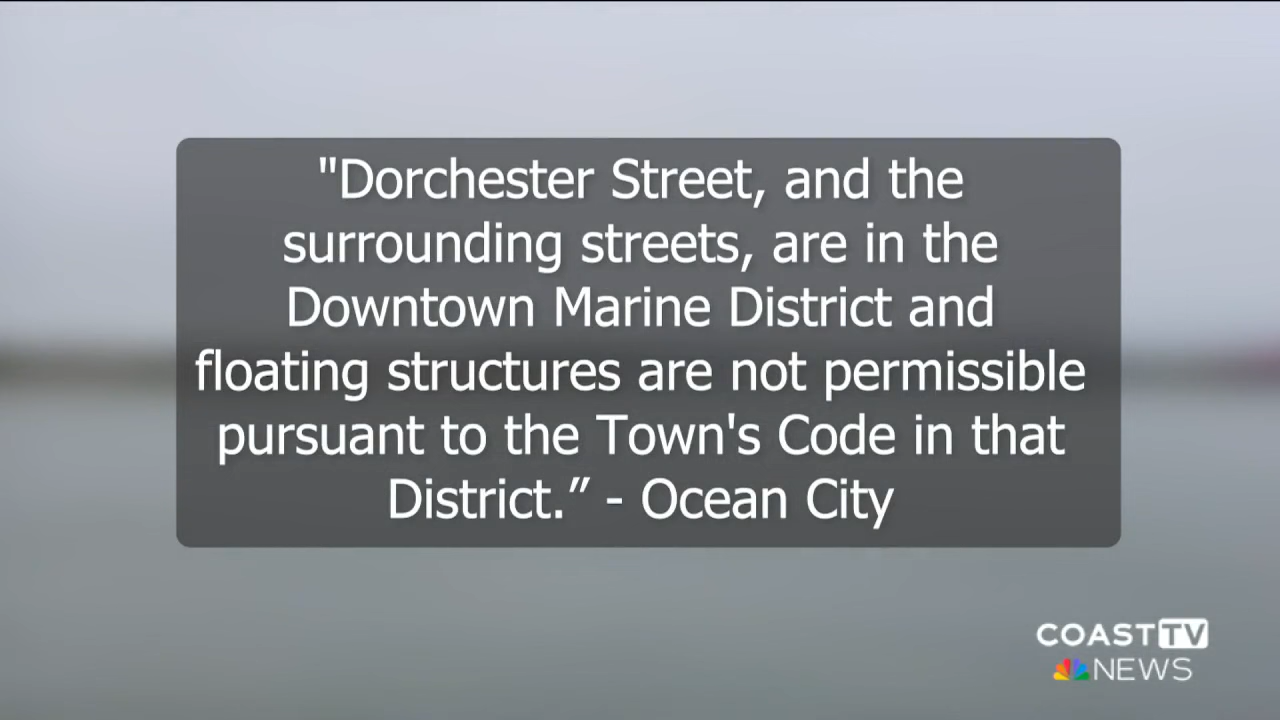 "Dorchester Street, and the
surrounding streets, are in the
Downtown Marine District and
floating structures are not permissible
pursuant to the Town's Code in that
District.” - Ocean City
COAST TV
NEWS